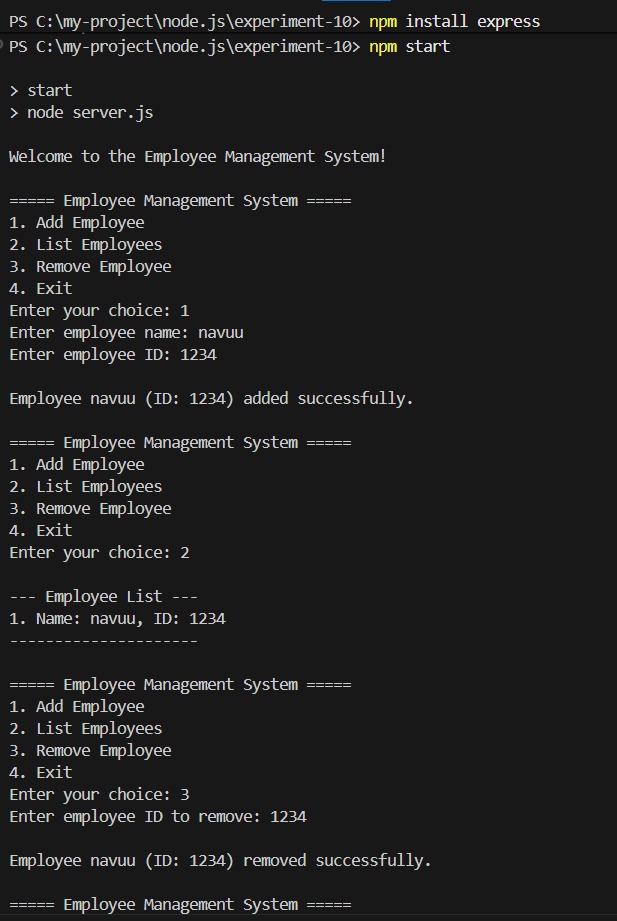 PS C:\my-project\node.js\experiment-10> npm install express
PS C:\my-project\node.js\experiment-10> npm start
> start
> node server.js
Welcome to the Employee Management System!
===== Employee Management System =====
1. Add Employee
2. List Employees
3. Remove Employee
4. Exit
Enter your choice: 1
Enter employee name: navuu
Enter employee ID: 1234
Employee navuu (ID: 1234) added successfully.
===== Employee Management System =====
1. Add Employee
2. List Employees
3. Remove Employee
4. Exit
Enter your choice: 2
--- Employee List ---
1. Name: navuu, ID: 1234
---------------------
===== Employee Management System =====
1. Add Employee
2. List Employees
3. Remove Employee
4. Exit
Enter your choice: 3
Enter employee ID to remove: 1234
Employee navuu (ID: 1234) removed successfully.
===== Employee Management System =====